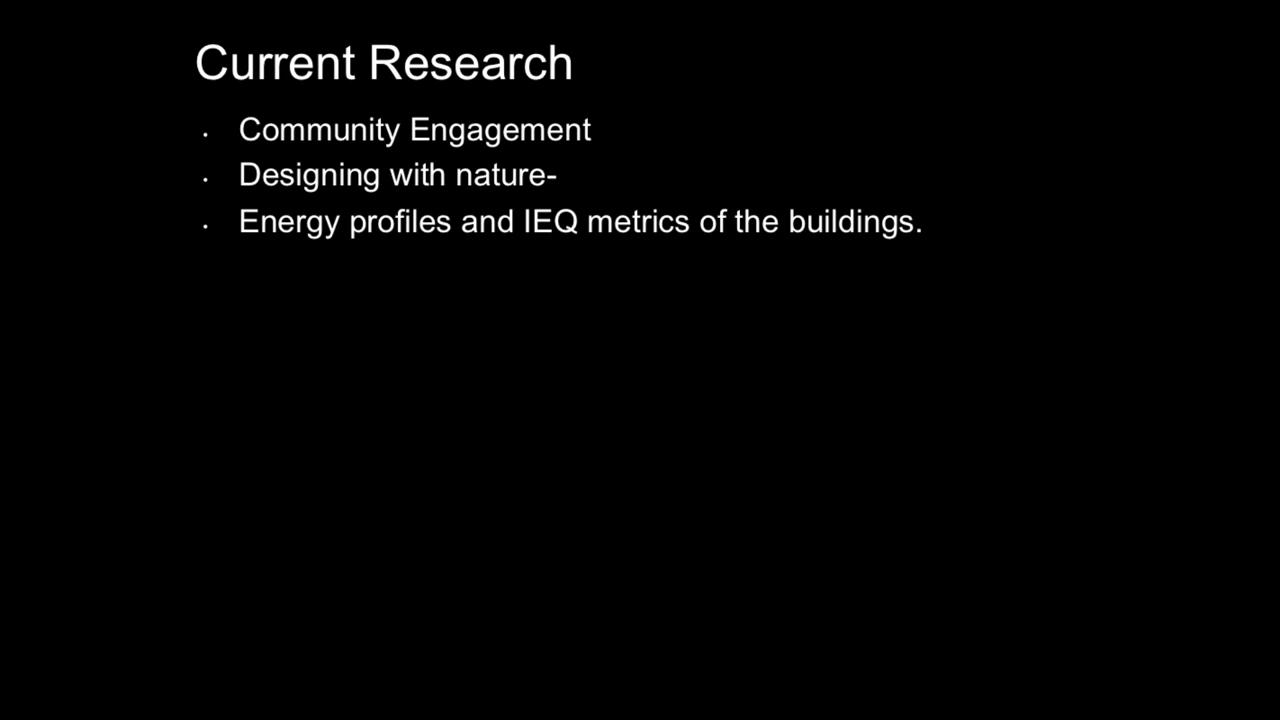 Current Research
• Community Engagement
• Designing with nature-
• Energy profiles and IEQ metrics of the buildings.